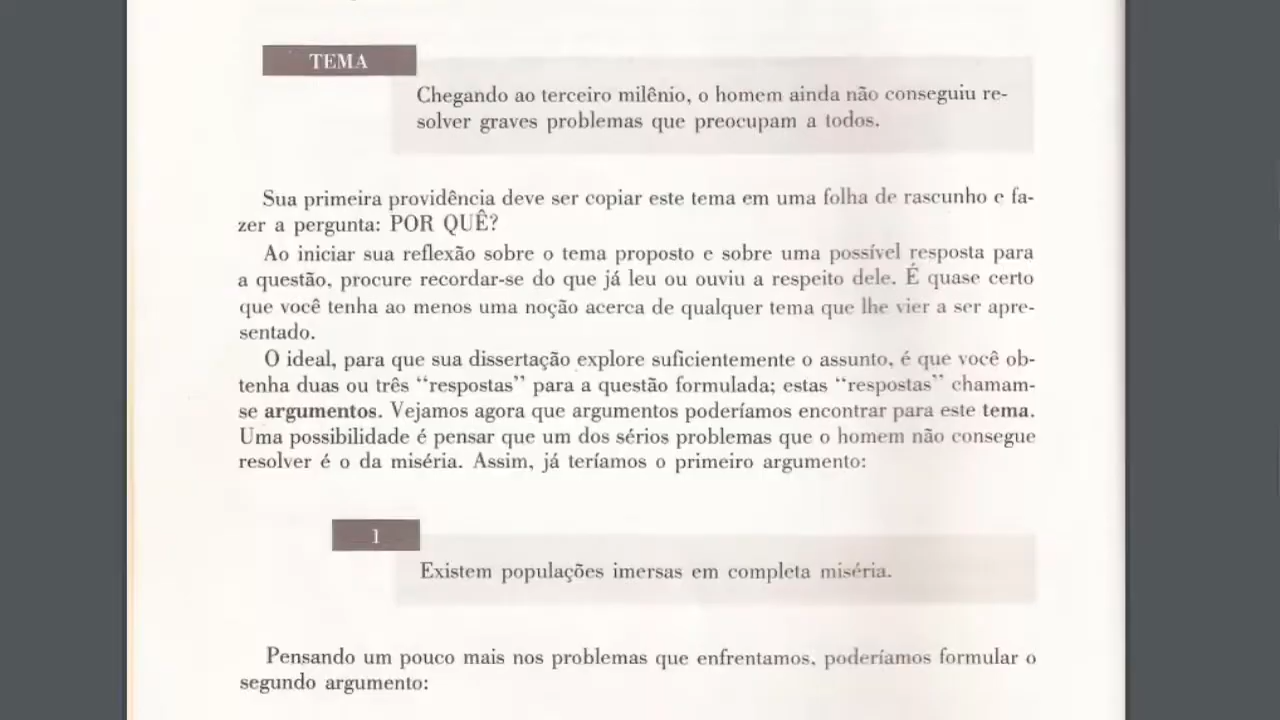 TEMA
Chegando ao terceiro milênio, o homem ainda não conseguiu re-
solver graves problemas que preocupam a todos.
Sua primeira providência deve ser copiar este tema em uma folha de rascunho e fa-
zer a pergunta: POR QUÊ?
Ao iniciar sua reflexão sobre o tema proposto e sobre uma possível resposta para
a questão, procure recordar-se do que já leu ou ouviu a respeito dele. É quase certo
que você tenha ao menos uma noção acerca de qualquer tema que lhe vier a ser apre-
sentado.
O ideal, para que sua dissertação explore suficientemente o assunto, é que você ob-
tenha duas ou três “respostas” para a questão formulada; estas “respostas” chamam-
se argumentos. Vejamos agora que argumentos poderíamos encontrar para este tema.
Uma possibilidade é pensar que um dos sérios problemas que o homem não consegue
resolver é o da miséria. Assim, já teríamos o primeiro argumento:
1
Existem populações imersas em completa miséria.
Pensando um pouco mais nos problemas que enfrentamos, poderíamos formular o
segundo argumento: